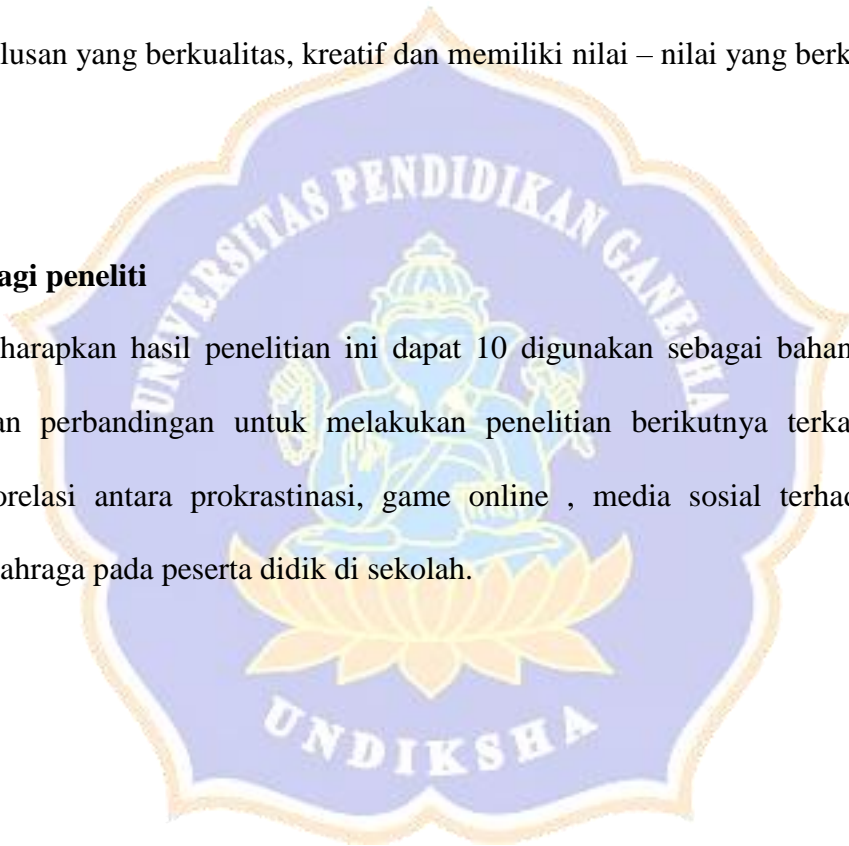 lusan yang berkualitas, kreatif dan memiliki nilai – nilai yang berk
UNIVERSITAS PENDIDIKAN GANESHA
agi peneliti
harapkan hasil penelitian ini dapat 10 digunakan sebagai bahan
an perbandingan untuk melakukan penelitian berikutnya terka
orelasi antara prokrastinasi, game online , media sosial terhad
ahraga pada peserta didik di sekolah.
UNDIKSHA